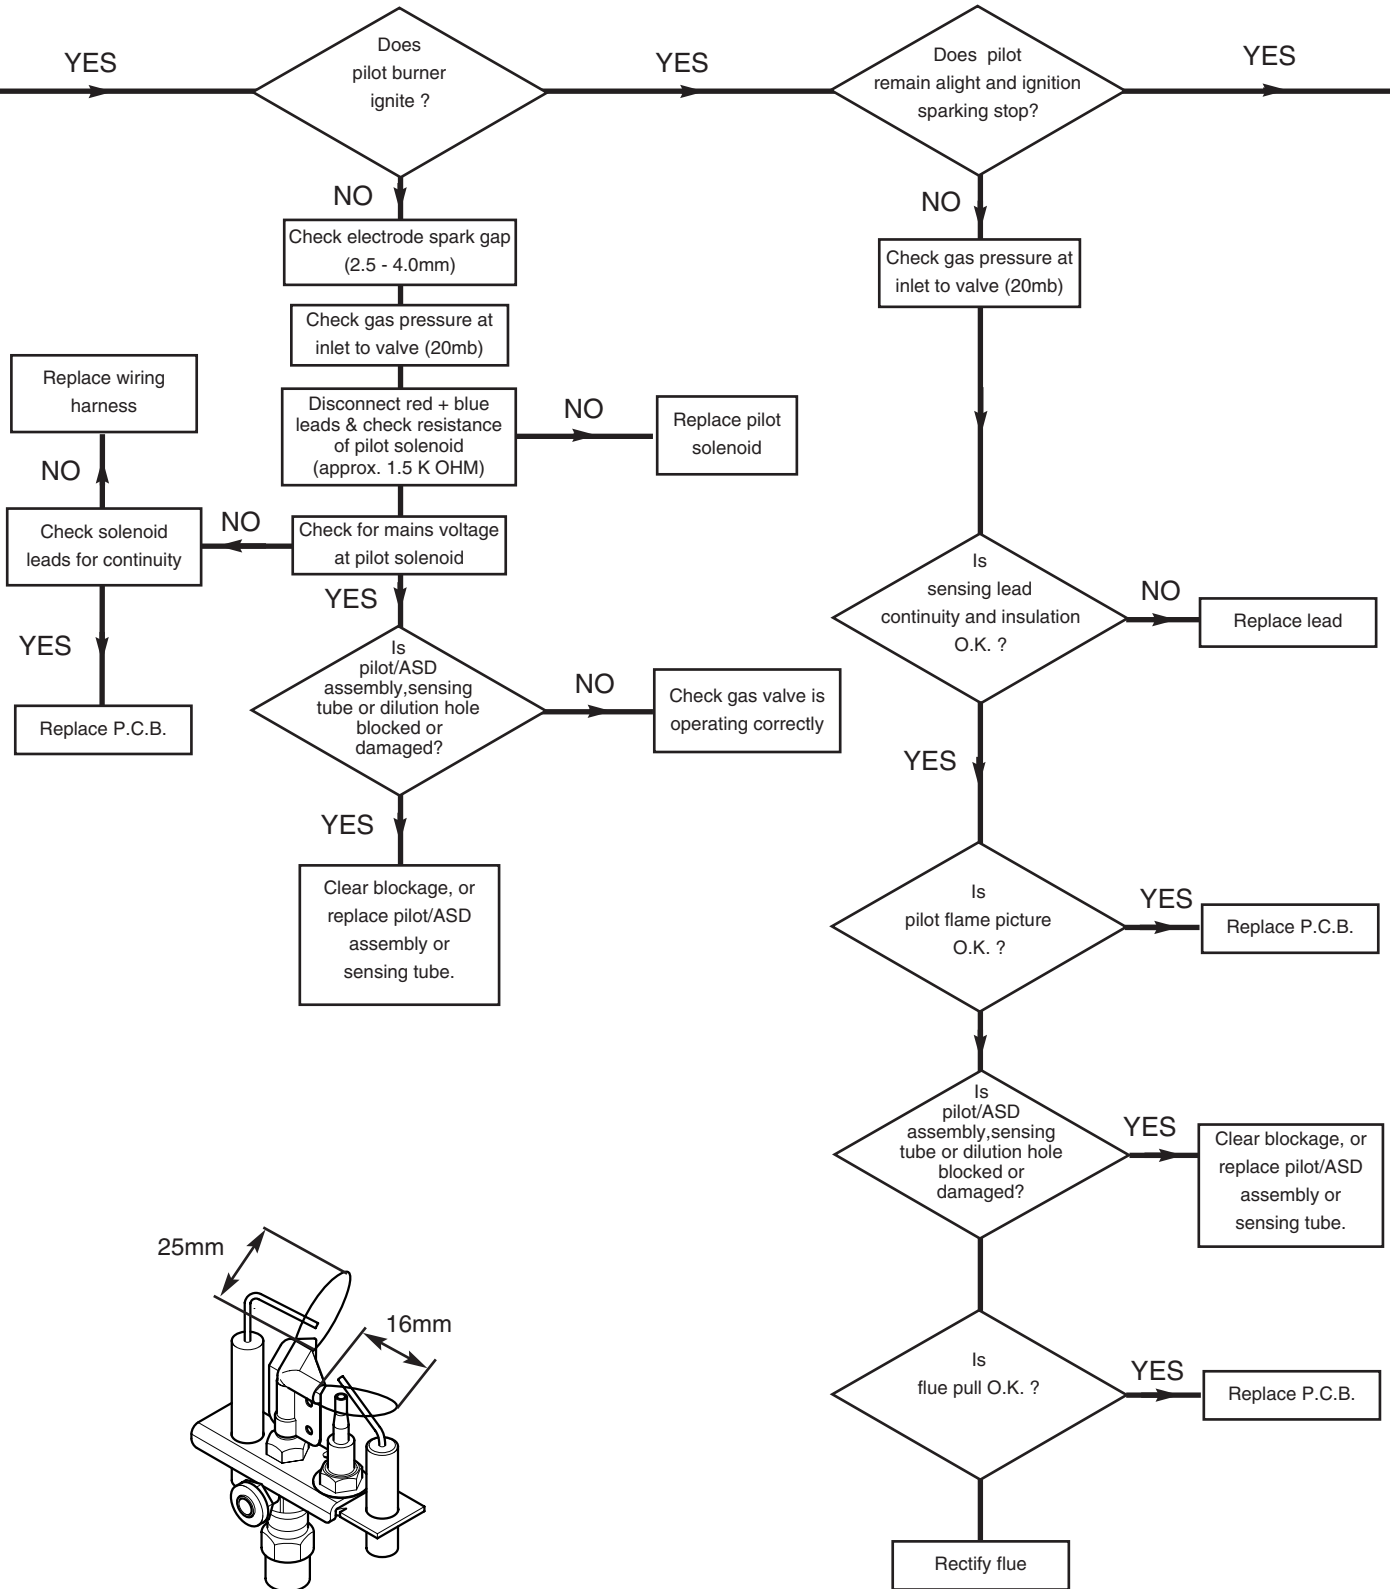 YES
Does
pilot burner
ignite ?
YES
Does pilot
remain alight and ignition
sparking stop?
YES
NO
Check electrode spark gap
(2.5 - 4.0mm)
Check gas pressure at
inlet to valve (20mb)
Disconnect red + blue
leads & check resistance
of pilot solenoid
(approx. 1.5 K OHM)
NO
Replace pilot
solenoid
Check for mains voltage
at pilot solenoid
NO
Check solenoid
leads for continuity
NO
Replace wiring
harness
YES
Replace P.C.B.
YES
Is
pilot/ASD
assembly,sensing
tube or dilution hole
blocked or
damaged?
NO
Check gas valve is
operating correctly
YES
Clear blockage, or
replace pilot/ASD
assembly or
sensing tube.
NO
Check gas pressure at
inlet to valve (20mb)
Is
sensing lead
continuity and insulation
O.K. ?
NO
Replace lead
YES
Is
pilot flame picture
O.K. ?
YES
Replace P.C.B.
Is
pilot/ASD
assembly,sensing
tube or dilution hole
blocked or
damaged?
YES
Clear blockage, or
replace pilot/ASD
assembly or
sensing tube.
Is
flue pull O.K. ?
YES
Replace P.C.B.
Rectify flue
25mm
16mm